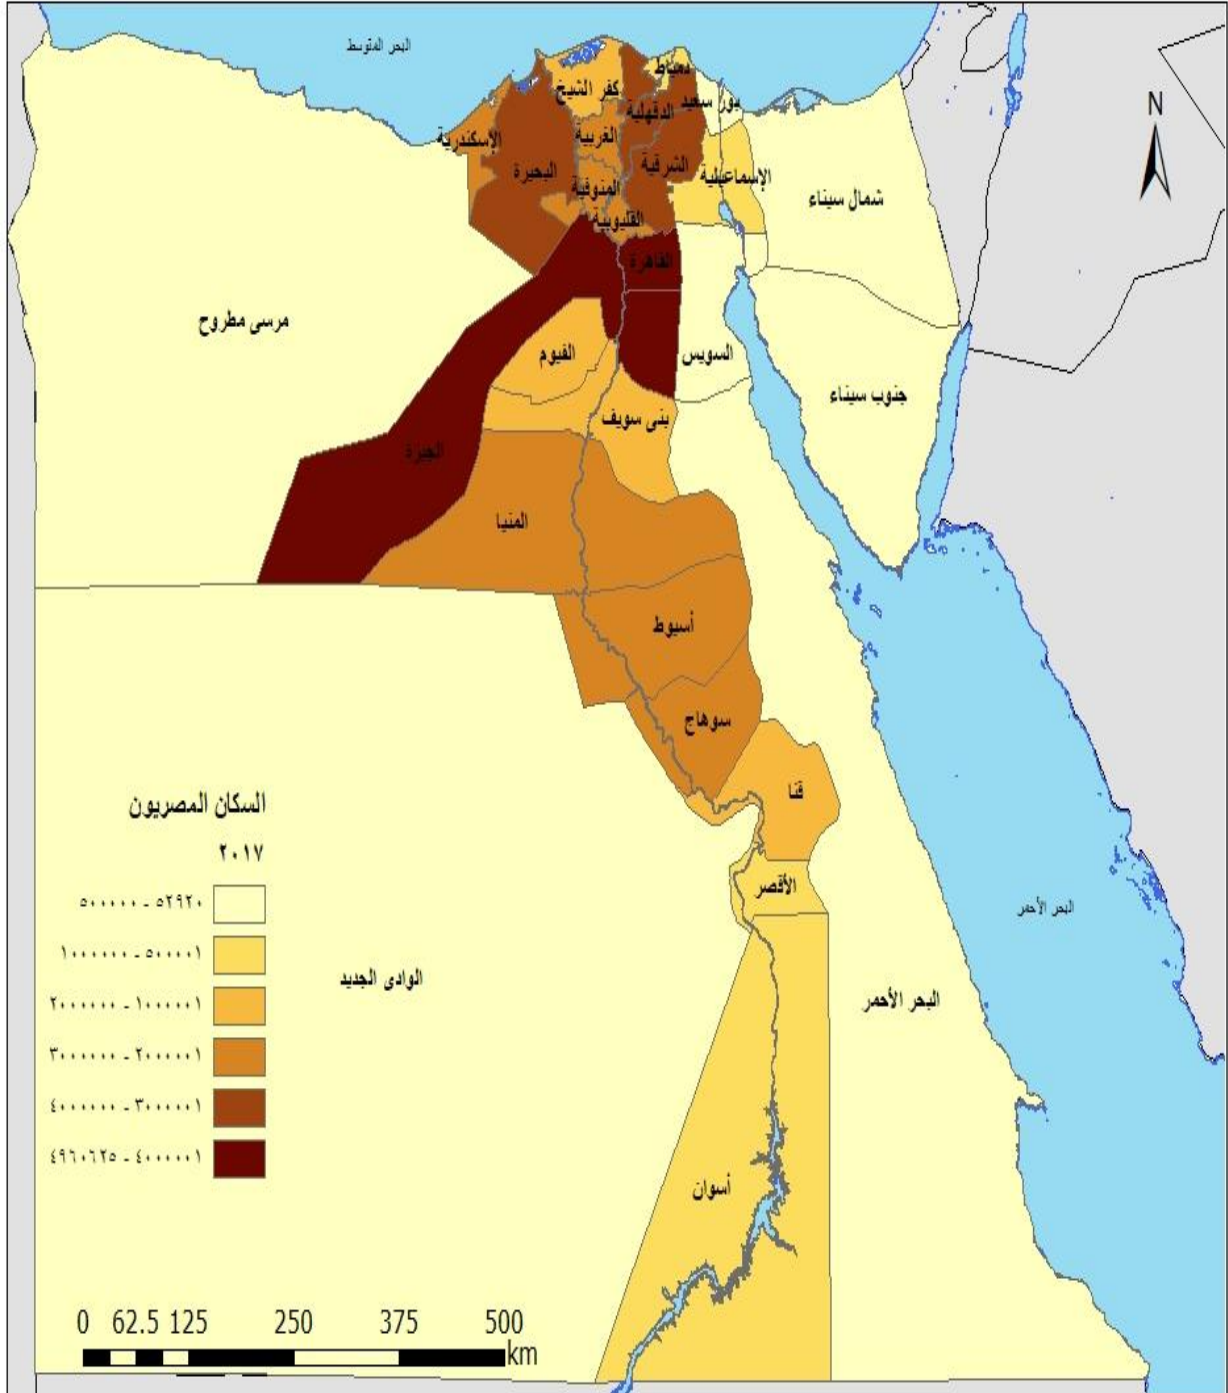 البحر المتوسط
N
دمياط
كفر الشيخ
بور سعيد
الدقهلية
الإسكندرية
الغربية
البحيرة
الشرقية
المنوفية
الإسماعيلية
شمال سيناء
القليوبية
القاهرة
مرسى مطروح
الفيوم
السويس
جنوب سيناء
بنى سويف
الجيزة
المنيا
أسيوط
سوهاج
قنا
السكان المصريون
٢٠١٧
٥٢٩٢٠ - ٥٠٠٠٠٠
٥٠٠٠٠١ - ١٠٠٠٠٠٠
١٠٠٠٠٠١ - ٢٠٠٠٠٠٠
٢٠٠٠٠٠١ - ٣٠٠٠٠٠٠
٣٠٠٠٠٠١ - ٤٠٠٠٠٠٠
٤٠٠٠٠٠١ - ٤٩٦٠٦٢٥
الأقصر
البحر الأحمر
الوادى الجديد
البحر الأحمر
أسوان
0 62.5 125 250 375 500
km